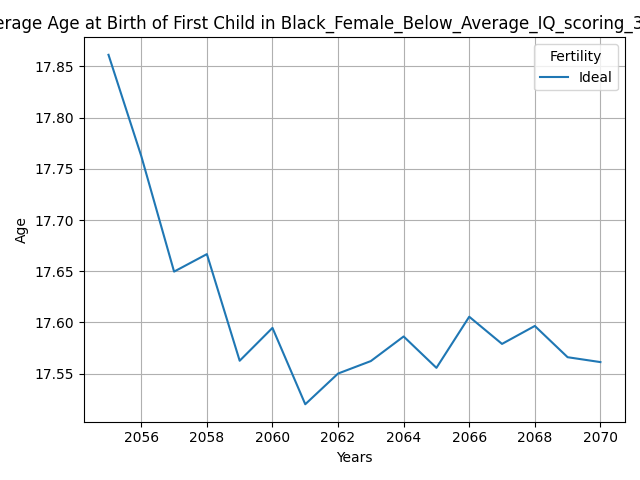 erage Age at Birth of First Child in Black_Female_Below_Average_IQ_scoring_3
Fertility
Ideal
17.85
17.80
17.75
17.70
17.65
17.60
17.55
Age
2056 2058 2060 2062 2064 2066 2068 2070
Years